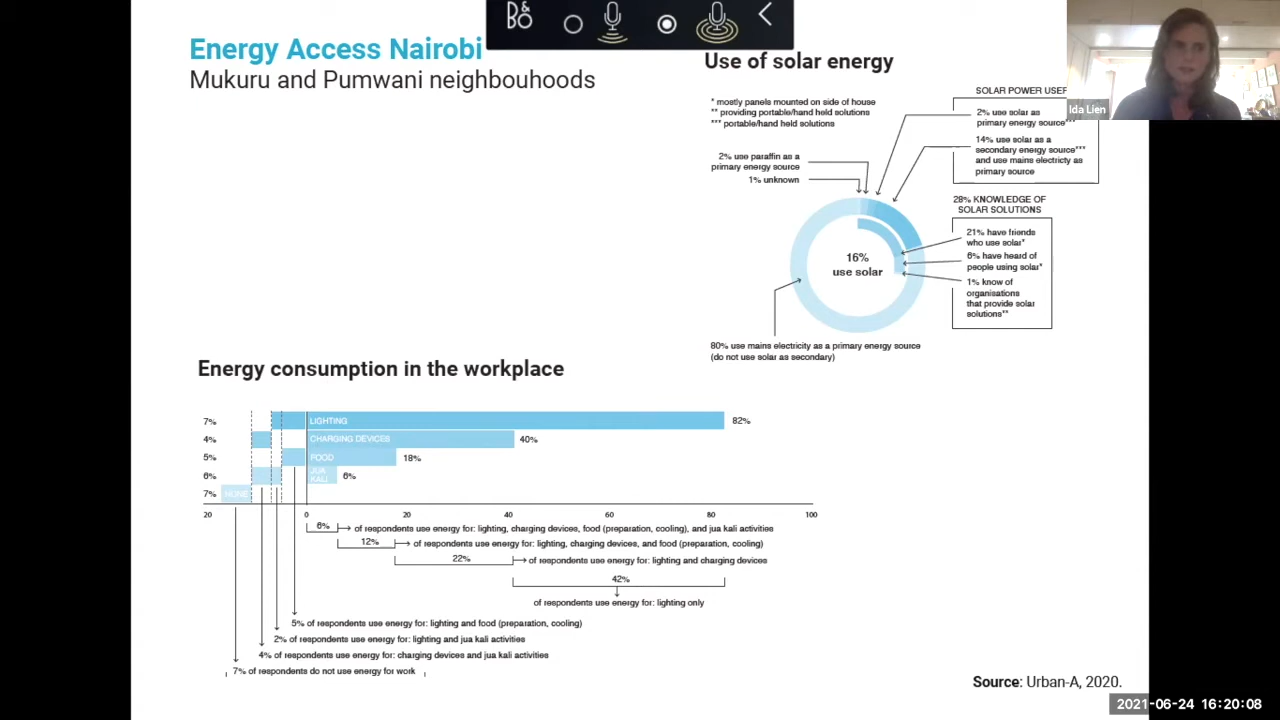 B&O
Energy Access Nairobi
Mukuru and Pumwani neighbouhoods
Use of solar energy
* mostly panels mounted on side of house
** providing portable/hand held solutions
*** portable/hand held solutions
2% use paraffin as a
primary energy source
1% unknown
SOLAR POWER USER
2% use solar as
primary energy source***
14% use solar as a
secondary energy source***
and use mains electricty as
primary source
28% KNOWLEDGE OF
SOLAR SOLUTIONS
21% have friends
who use solar*
6% have heard of
people using solar*
1% know of
organisations
that provide solar
solutions**
16%
use solar
80% use mains electricity as a primary energy source
(do not use solar as secondary)
Ida Lien
Energy consumption in the workplace
7% LIGHTING 82%
4% CHARGING DEVICES 40%
5% FOOD 18%
6% JUA
KALI 6%
7% NONE
20 0 20 40 60 80 100
6% of respondents use energy for: lighting, charging devices, food (preparation, cooling), and jua kali activities
12% of respondents use energy for: lighting, charging devices, and food (preparation, cooling)
22% of respondents use energy for: lighting and charging devices
42%
of respondents use energy for: lighting only
5% of respondents use energy for: lighting and food (preparation, cooling)
2% of respondents use energy for: lighting and jua kali activities
4% of respondents use energy for: charging devices and jua kali activities
7% of respondents do not use energy for work
Source: Urban-A, 2020.
2021-06-24 16:20:08